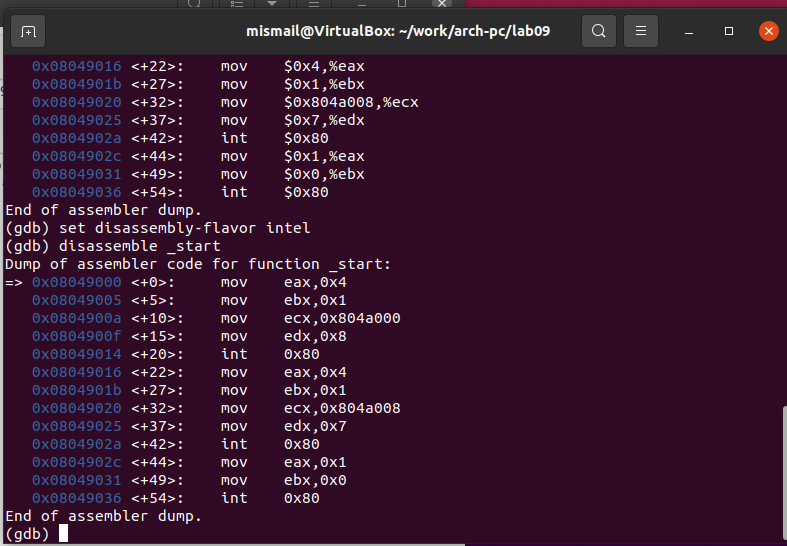 mismail@VirtualBox: ~/work/arch-pc/lab09
0x08049016 <+22>: mov $0x4,%eax
0x0804901b <+27>: mov $0x1,%ebx
0x08049020 <+32>: mov $0x804a008,%ecx
0x08049025 <+37>: mov $0x7,%edx
0x0804902a <+42>: int $0x80
0x0804902c <+44>: mov $0x1,%eax
0x08049031 <+49>: mov $0x0,%ebx
0x08049036 <+54>: int $0x80
End of assembler dump.
(gdb) set disassembly-flavor intel
(gdb) disassemble _start
Dump of assembler code for function _start:
=> 0x08049000 <+0>: mov eax,0x4
0x08049005 <+5>: mov ebx,0x1
0x0804900a <+10>: mov ecx,0x804a000
0x0804900f <+15>: mov edx,0x8
0x08049014 <+20>: int 0x80
0x08049016 <+22>: mov eax,0x4
0x0804901b <+27>: mov ebx,0x1
0x08049020 <+32>: mov ecx,0x804a008
0x08049025 <+37>: mov edx,0x7
0x0804902a <+42>: int 0x80
0x0804902c <+44>: mov eax,0x1
0x08049031 <+49>: mov ebx,0x0
0x08049036 <+54>: int 0x80
End of assembler dump.
(gdb)